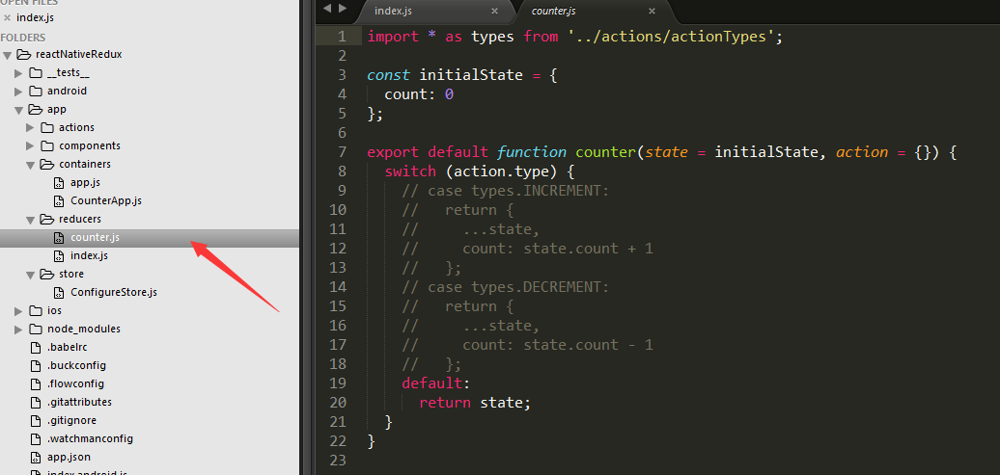 OPEN FILES
× index.js
FOLDERS
reactNativeRedux
__tests__
android
app
actions
components
containers
app.js
CounterApp.js
reducers
counter.js
index.js
store
ConfigureStore.js
ios
node_modules
.babelrc
.buckconfig
.flowconfig
.gitattributes
.gitignore
.watchmanconfig
app.json
index.android.js
index.js ×
counter.js ×
1 import * as types from '../actions/actionTypes';
2
3 const initialState = {
4   count: 0
5 };
6
7 export default function counter(state = initialState, action = {}) {
8   switch (action.type) {
9     // case types.INCREMENT:
10     //   return {
11     //     ...state,
12     //     count: state.count + 1
13     //   };
14     // case types.DECREMENT:
15     //   return {
16     //     ...state,
17     //     count: state.count - 1
18     //   };
19     default:
20       return state;
21   }
22 }
23